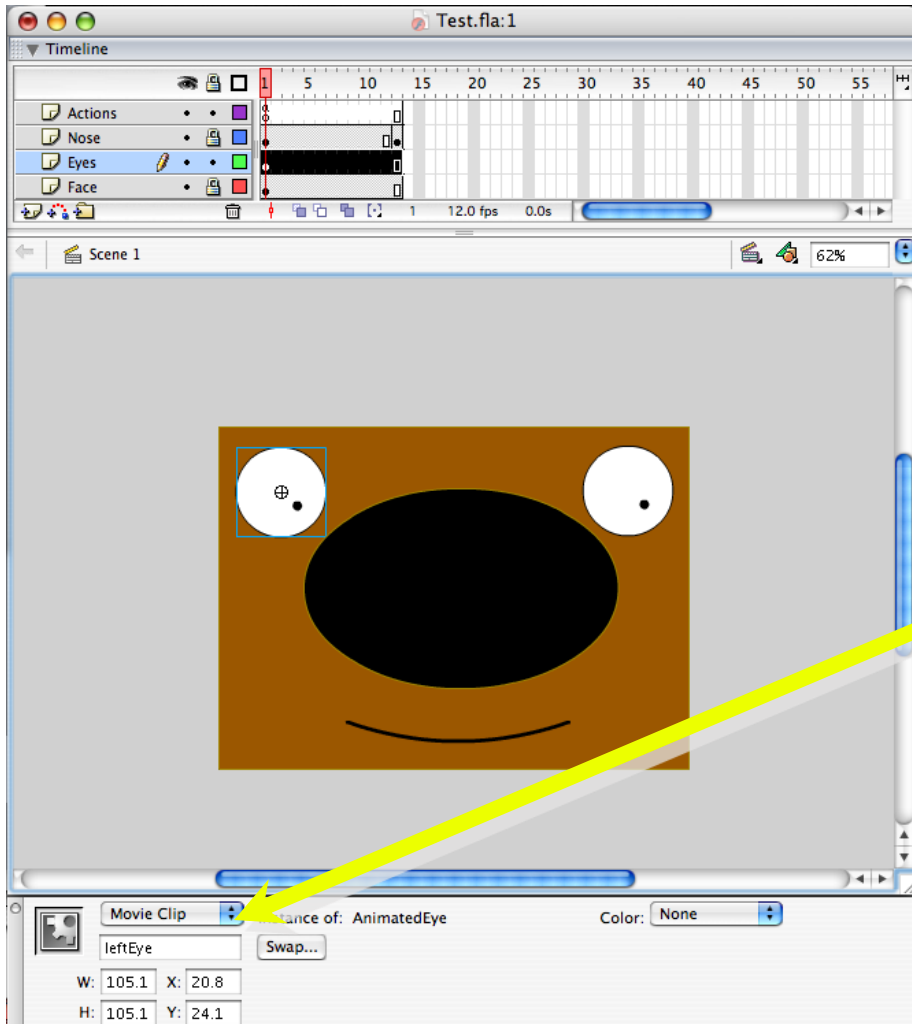 Test.fla:1
Timeline
1 5 10 15 20 25 30 35 40 45 50 55
Actions
Nose
Eyes
Face
1 12.0 fps 0.0s
Scene 1
62%
Movie Clip
Instance of: AnimatedEye
Color: None
leftEye
Swap...
W: 105.1 X: 20.8
H: 105.1 Y: 24.1